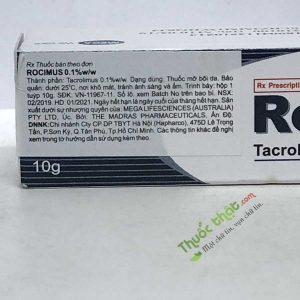 Rx Thuốc bán theo đơn
ROCIMUS 0.1%w/w
Thành phần: Tacrolimus 0.1%w/w Dạng dùng: Thuốc mỡ bôi da. Bảo
quản: dưới 25°C, nơi khô mát, tránh ánh sáng và ẩm. Trình bày: hộp 1
tuýp 10g. SĐK: VN-11967-11. Số lô, xem Batch No trên bao bì. NSX:
02/2019. HD: 01/2021. Ngày hết hạn là ngày cuối của tháng hết hạn. Sản
xuất dưới sự nhượng quyền của: MEGA LIFESCIENCES (AUSTRALIA)
PTY LTD, Úc. Bởi: THE MADRAS PHARMACEUTICALS, Ấn Độ.
DNNK: Chi nhánh Cty CP DP TBYT Hà Nội (Hapharco), 475D Lê Trọng
Tấn, P.Sơn Kỳ, Q.Tân Phú, Tp.Hồ Chí Minh. Các thông tin khác đề nghị
xem trong tờ hướng dẫn sử dụng kèm theo.
10g
Rx Prescripti
Ro
Tacrol
Thuốc thật.com